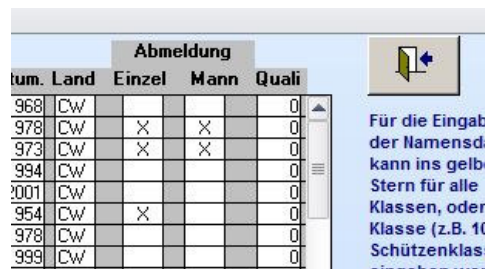 Abmeldung
tum. Land Einzel Mann Quali
968 CW 0
978 CW X X 0
973 CW X X 0
994 CW 0
2001 CW 0
954 CW X 0
978 CW 0
999 CW 0
Für die Eingab
der Namensda
kann ins gelbe
Stern für alle
Klassen, oder
Klasse (z.B. 10
Schützenklass